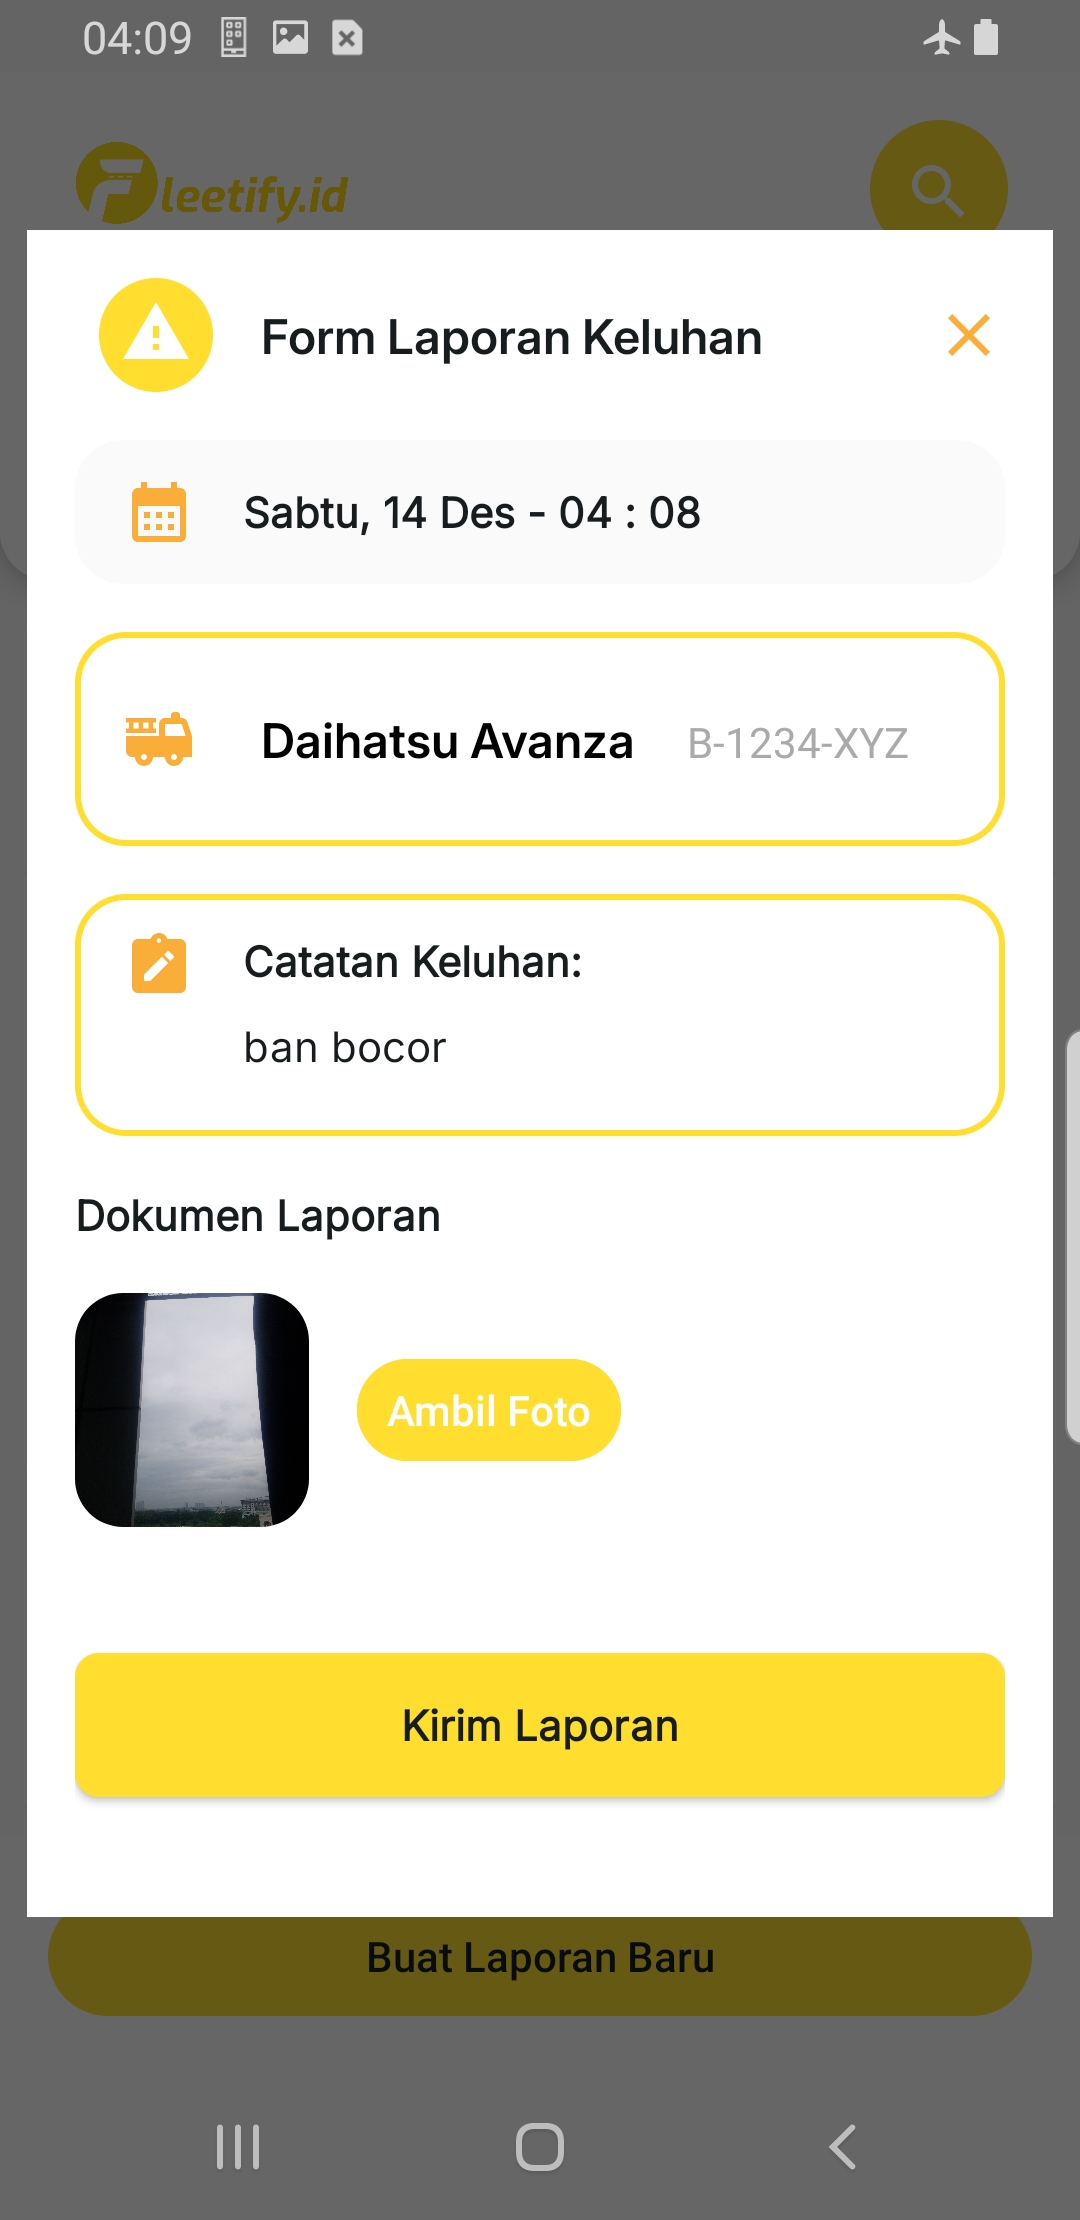 04:09
Fleetify.id
Form Laporan Keluhan
Sabtu, 14 Des - 04 : 08
Daihatsu Avanza B-1234-XYZ
Catatan Keluhan:
ban bocor
Dokumen Laporan
Ambil Foto
Kirim Laporan
Buat Laporan Baru